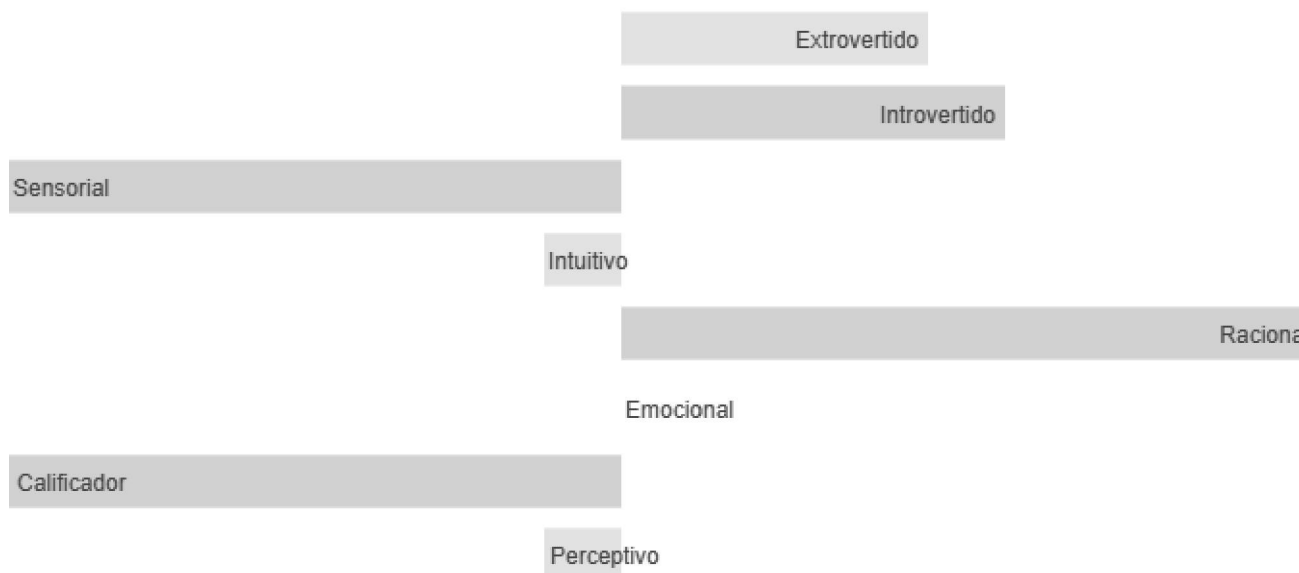 Extrovertido
Introvertido
Sensorial
Intuitivo
Raciona
Emocional
Calificador
Perceptivo